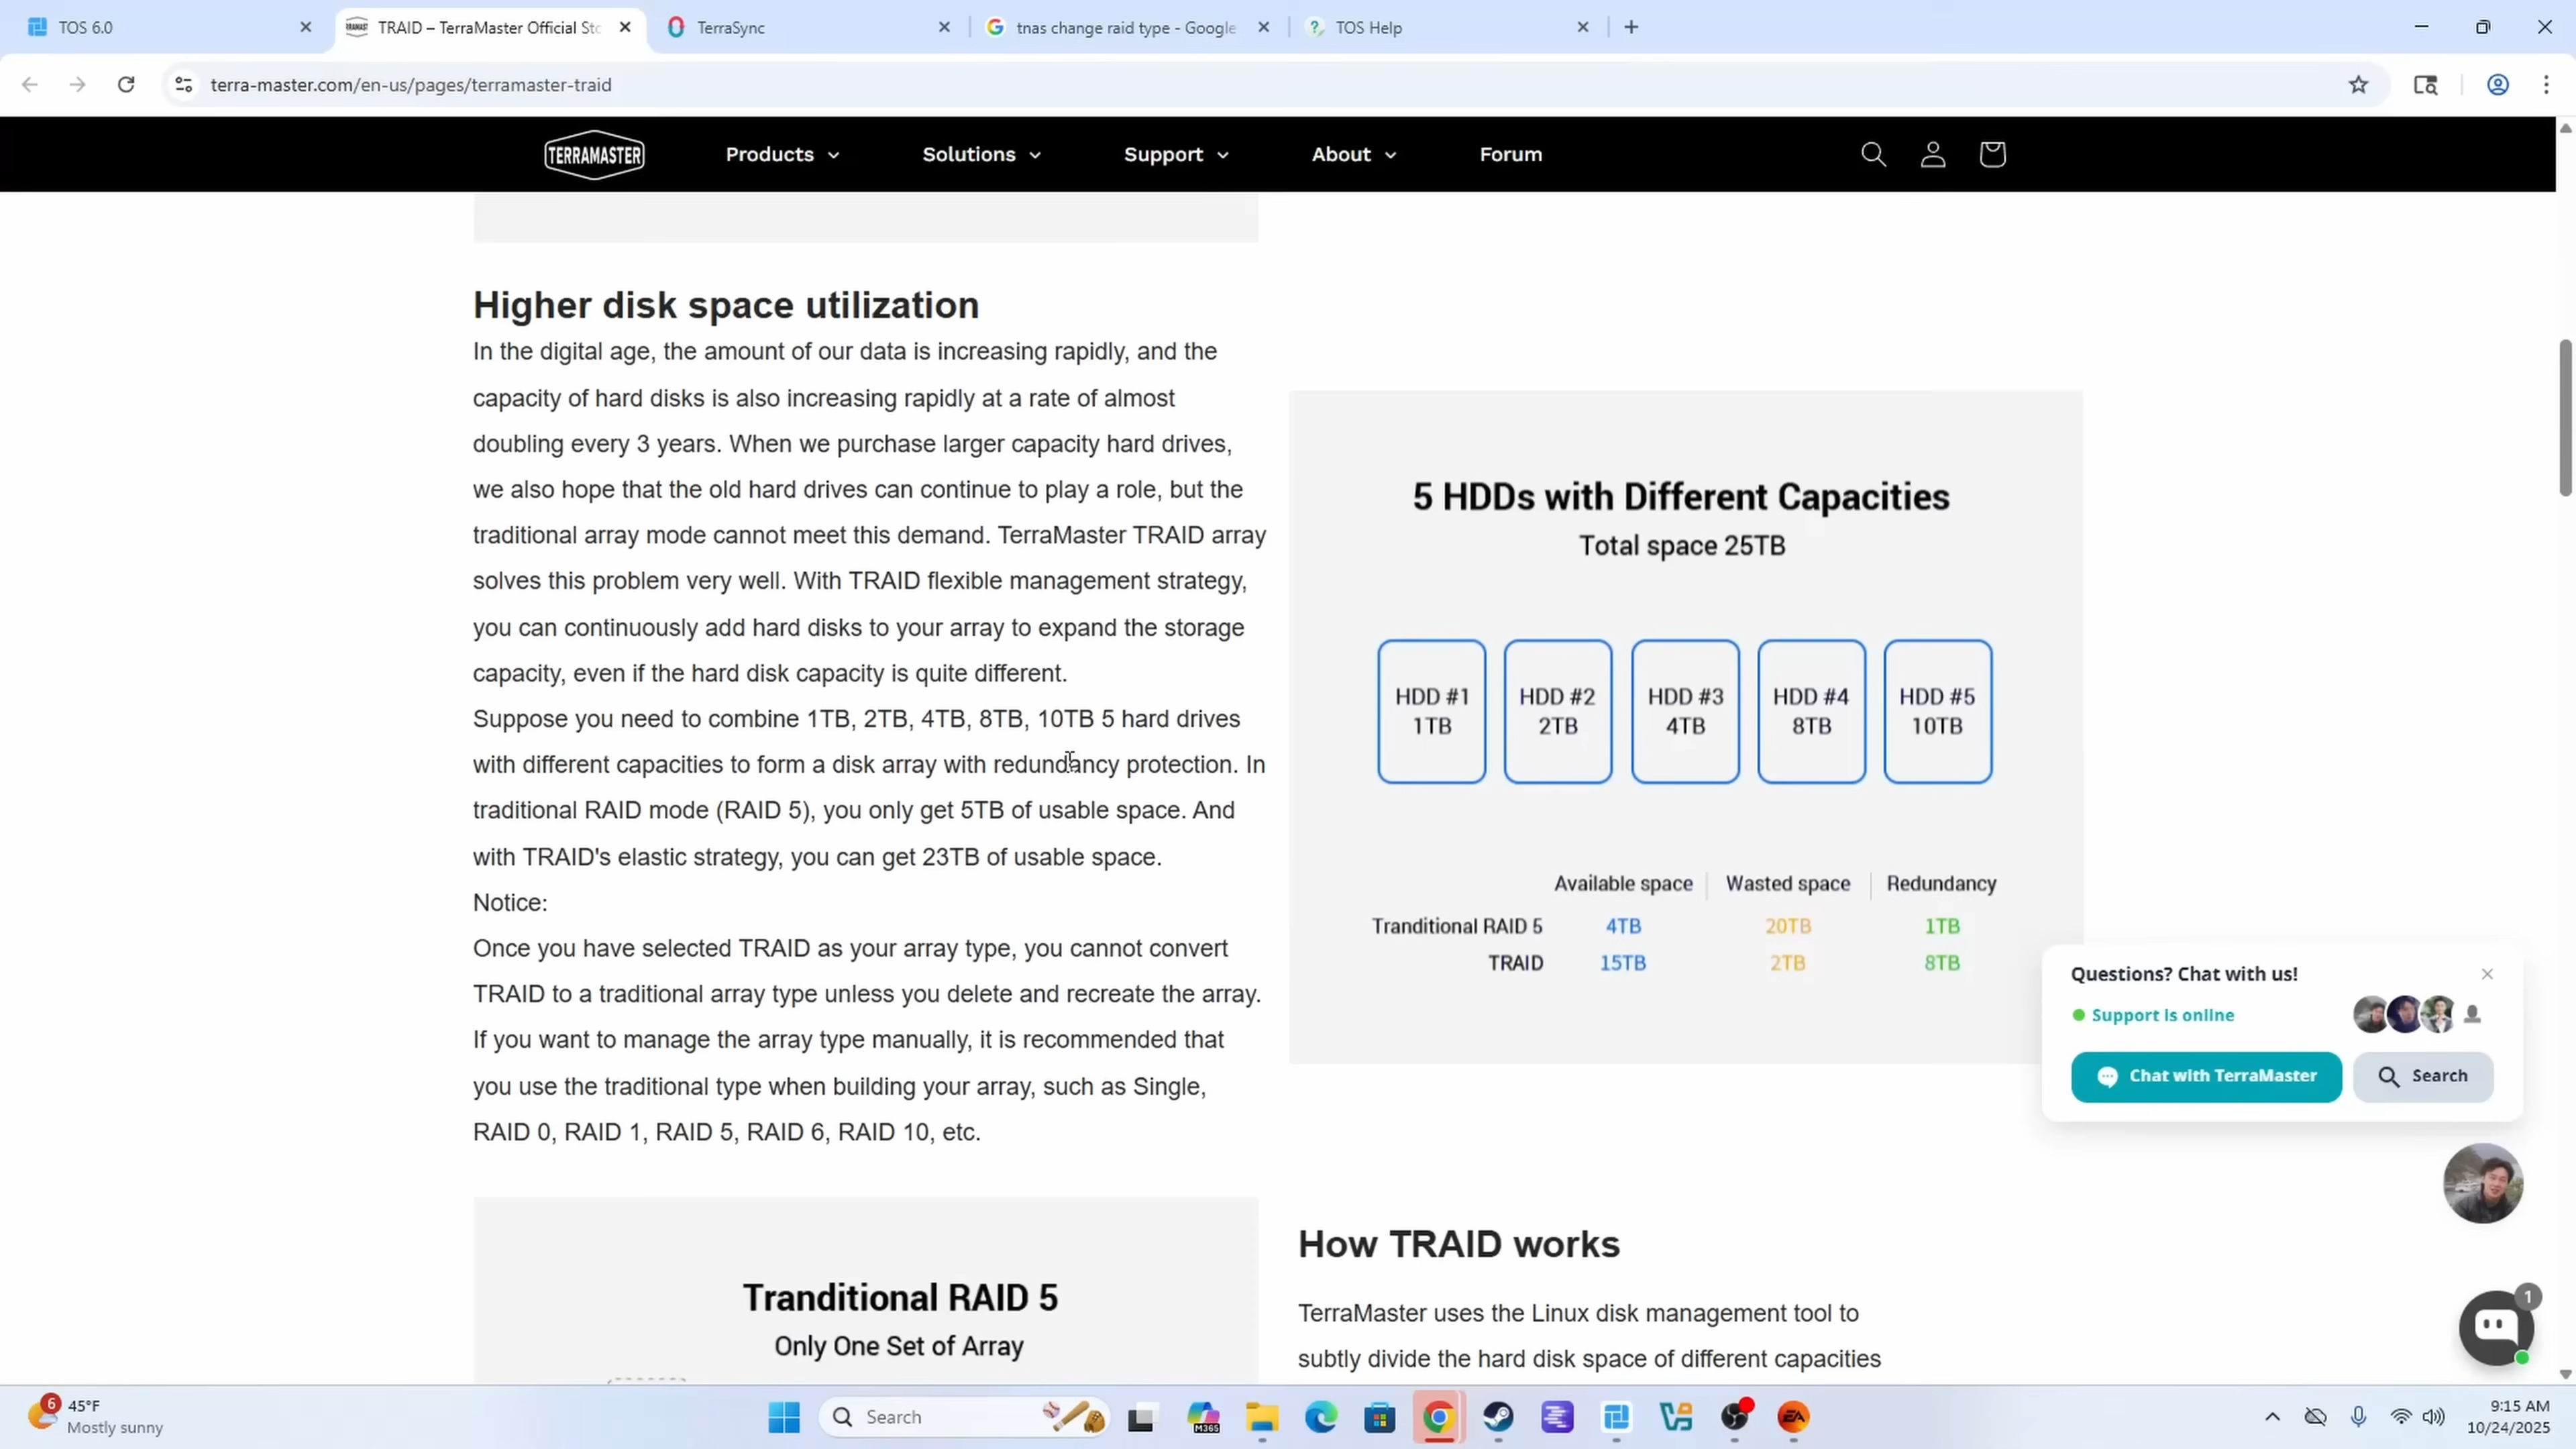 TOS 6.0
TRAID – TerraMaster Official Sto
TerraSync
tnas change raid type - Google
TOS Help
terra-master.com/en-us/pages/terramaster-traid
TERRAMASTER
Products
Solutions
Support
About
Forum
Higher disk space utilization
In the digital age, the amount of our data is increasing rapidly, and the
capacity of hard disks is also increasing rapidly at a rate of almost
doubling every 3 years. When we purchase larger capacity hard drives,
we also hope that the old hard drives can continue to play a role, but the
traditional array mode cannot meet this demand. TerraMaster TRAID array
solves this problem very well. With TRAID flexible management strategy,
you can continuously add hard disks to your array to expand the storage
capacity, even if the hard disk capacity is quite different.
Suppose you need to combine 1TB, 2TB, 4TB, 8TB, 10TB 5 hard drives
with different capacities to form a disk array with redundancy protection. In
traditional RAID mode (RAID 5), you only get 5TB of usable space. And
with TRAID's elastic strategy, you can get 23TB of usable space.
Notice:
Once you have selected TRAID as your array type, you cannot convert
TRAID to a traditional array type unless you delete and recreate the array.
If you want to manage the array type manually, it is recommended that
you use the traditional type when building your array, such as Single,
RAID 0, RAID 1, RAID 5, RAID 6, RAID 10, etc.
5 HDDs with Different Capacities
Total space 25TB
HDD #1 HDD #2 HDD #3 HDD #4 HDD #5
1TB 2TB 4TB 8TB 10TB
Available space Wasted space Redundancy
Tranditional RAID 5 4TB 20TB 1TB
TRAID 15TB 2TB 8TB
Questions? Chat with us!
Support is online
Chat with TerraMaster
Search
Tranditional RAID 5
Only One Set of Array
How TRAID works
TerraMaster uses the Linux disk management tool to
subtly divide the hard disk space of different capacities
1
6
45°F
Mostly sunny
Search
M365
EA
9:15 AM
10/24/2025